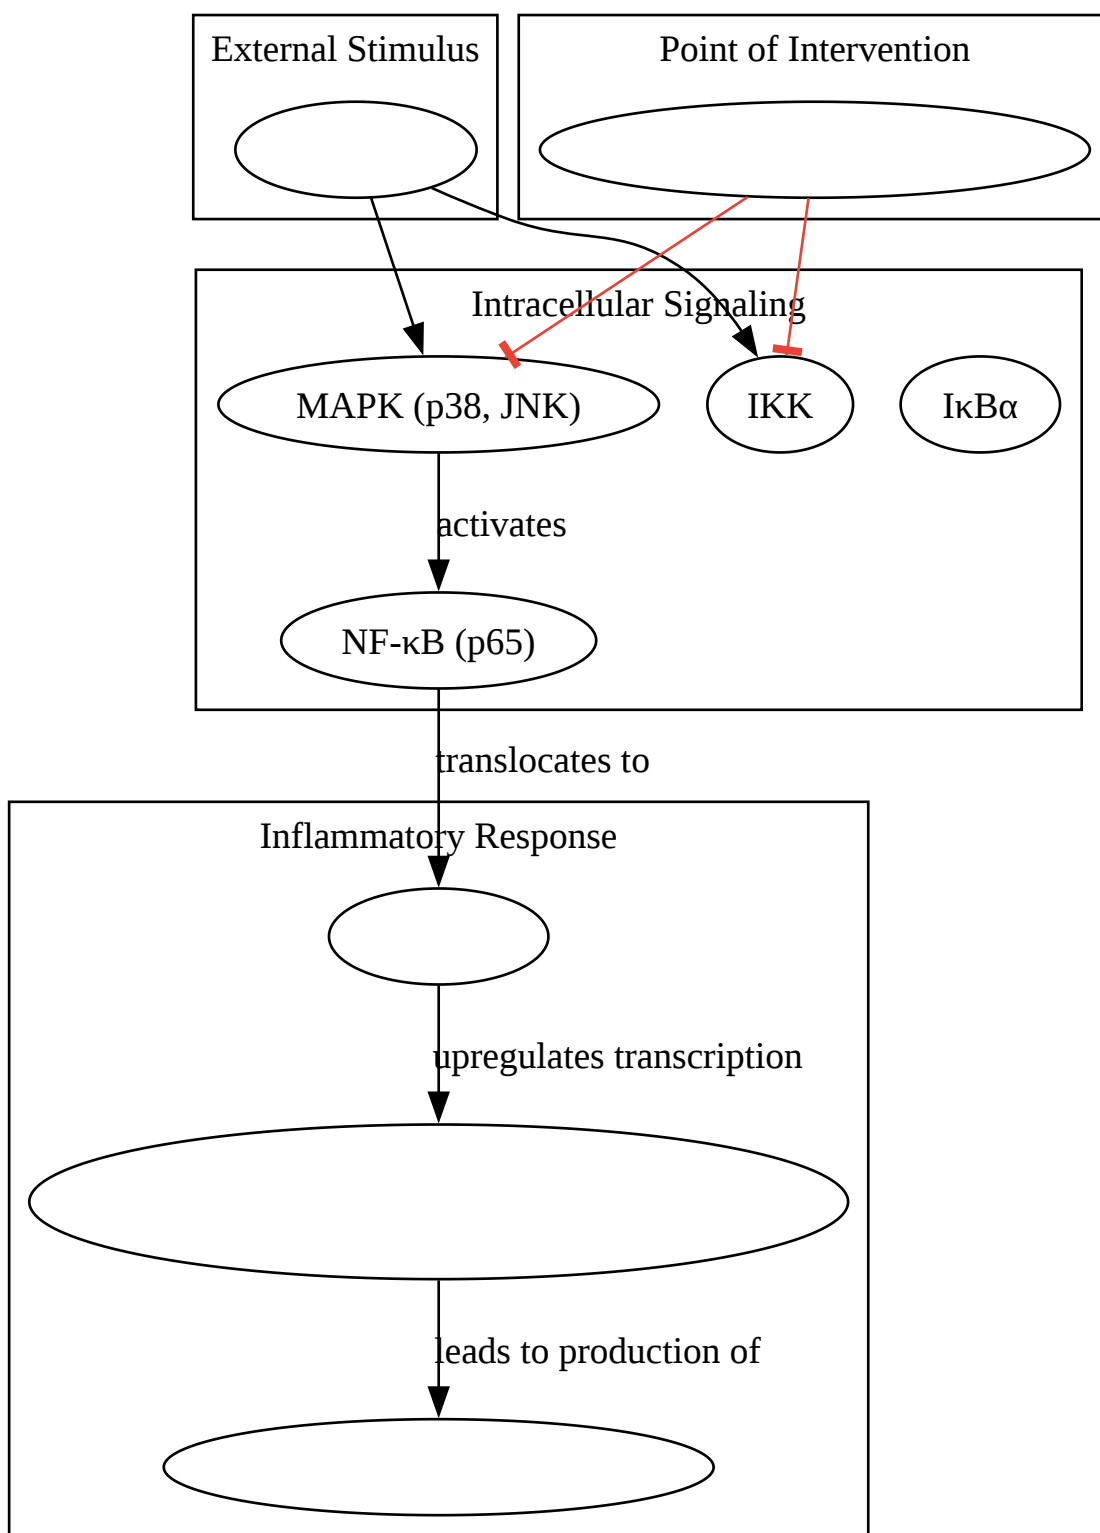 External Stimulus
Point of Intervention
Intracellular Signaling
MAPK (p38, JNK)
IKK
IκBα
activates
NF-κB (p65)
translocates to
Inflammatory Response
upregulates transcription
leads to production of